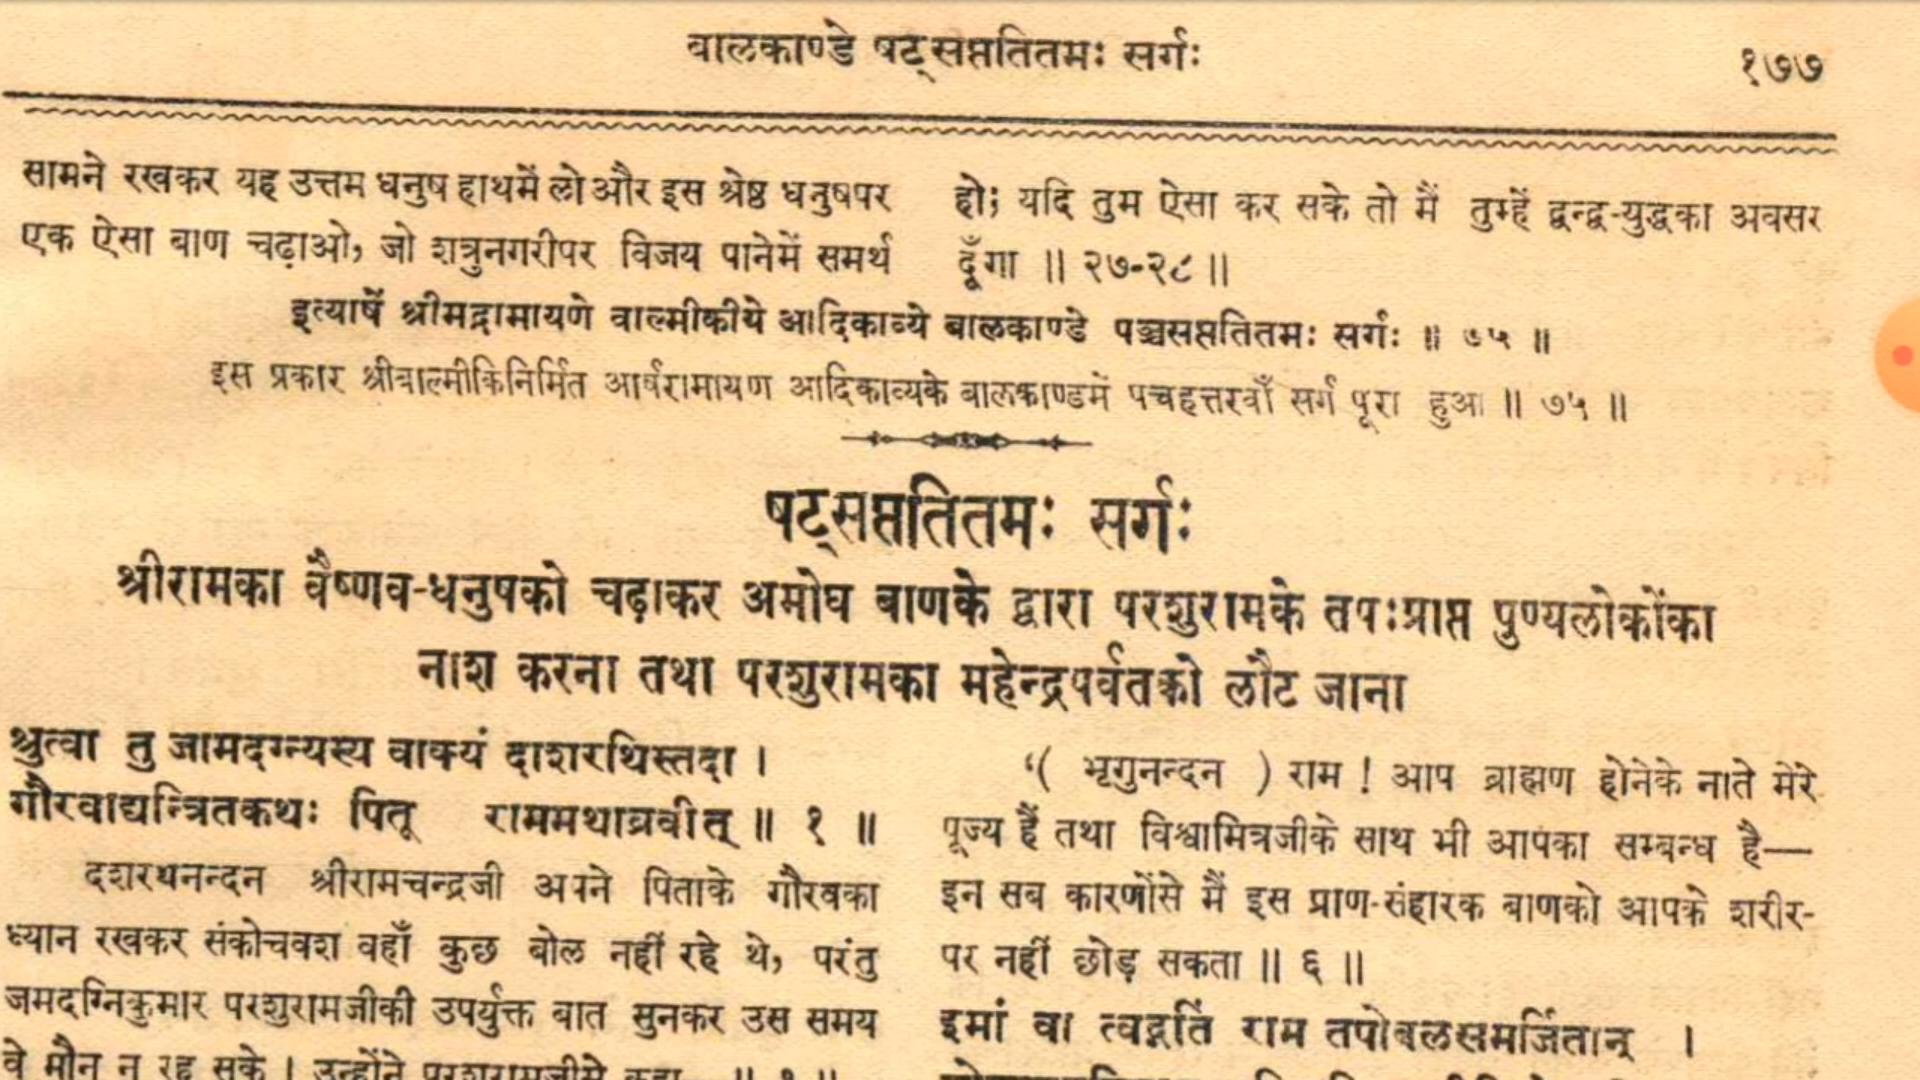 बालकाण्डे षट्सप्ततितमः सर्गः
१७७
सामने रखकर यह उत्तम धनुष हाथमें लो और इस श्रेष्ठ धनुषपर
एक ऐसा बाण चढ़ाओ, जो शत्रुनगरीपर विजय पानेमें समर्थ
हो; यदि तुम ऐसा कर सके तो मैं तुम्हें द्वन्द्व-युद्धका अवसर
दूँगा ॥ २७-२८ ॥
इत्यार्षे श्रीमद्रामायणे वाल्मीकीये आदिकाव्ये बालकाण्डे पञ्चसप्ततितमः सर्गः ॥ ७५ ॥
इस प्रकार श्रीवाल्मीकिनिर्मित आर्षरामायण आदिकाव्यके बालकाण्डमें पचहत्तरवाँ सर्ग पूरा हुआ ॥ ७५ ॥
षट्सप्ततितमः सर्गः
श्रीरामका वैष्णव-धनुषको चढ़ाकर अमोघ बाणके द्वारा परशुरामके तपःप्राप्त पुण्यलोकोंका
नाश करना तथा परशुरामका महेन्द्रपर्वतको लौट जाना
श्रुत्वा तु जामदग्न्यस्य वाक्यं दाशरथिस्तदा ।
गौरवाद्यन्त्रितकथः पितू राममथाब्रवीत् ॥ १ ॥
दशरथनन्दन श्रीरामचन्द्रजी अपने पिताके गौरवका
ध्यान रखकर संकोचवश वहाँ कुछ बोल नहीं रहे थे, परंतु
जमदग्निकुमार परशुरामजीकी उपर्युक्त बात सुनकर उस समय
वे मौन न रह सके । उन्होंने परशुरामजीसे कहा— ॥ १ ॥
‘( भृगुनन्दन ) राम ! आप ब्राह्मण होनेके नाते मेरे
पूज्य हैं तथा विश्वामित्रजीके साथ भी आपका सम्बन्ध है—
इन सब कारणोंसे मैं इस प्राण-संहारक बाणको आपके शरीर-
पर नहीं छोड़ सकता ॥ ६ ॥
इमां वा त्वद्गतिं राम तपोबलसमर्जितान् ।